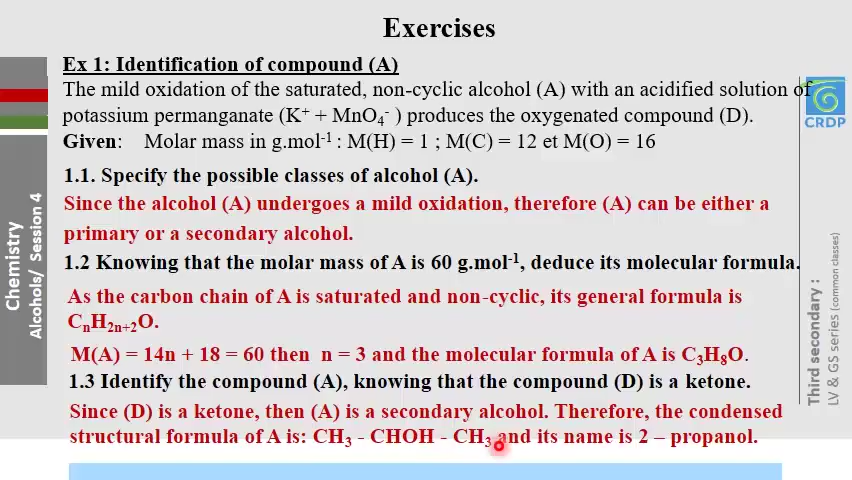 Exercises
Ex 1: Identification of compound (A)
The mild oxidation of the saturated, non-cyclic alcohol (A) with an acidified solution of
potassium permanganate (K⁺ + MnO₄⁻ ) produces the oxygenated compound (D).
Given: Molar mass in g.mol⁻¹ : M(H) = 1 ; M(C) = 12 et M(O) = 16
1.1. Specify the possible classes of alcohol (A).
Since the alcohol (A) undergoes a mild oxidation, therefore (A) can be either a
primary or a secondary alcohol.
1.2 Knowing that the molar mass of A is 60 g.mol⁻¹, deduce its molecular formula.
As the carbon chain of A is saturated and non-cyclic, its general formula is
CₙH₂ₙ₊₂O.
M(A) = 14n + 18 = 60 then n = 3 and the molecular formula of A is C₃H₈O.
1.3 Identify the compound (A), knowing that the compound (D) is a ketone.
Since (D) is a ketone, then (A) is a secondary alcohol. Therefore, the condensed
structural formula of A is: CH₃ - CHOH - CH₃ and its name is 2 – propanol.
Chemistry
Alcohols/ Session 4
CRDP
Third secondary :
LV & GS series (common classes)